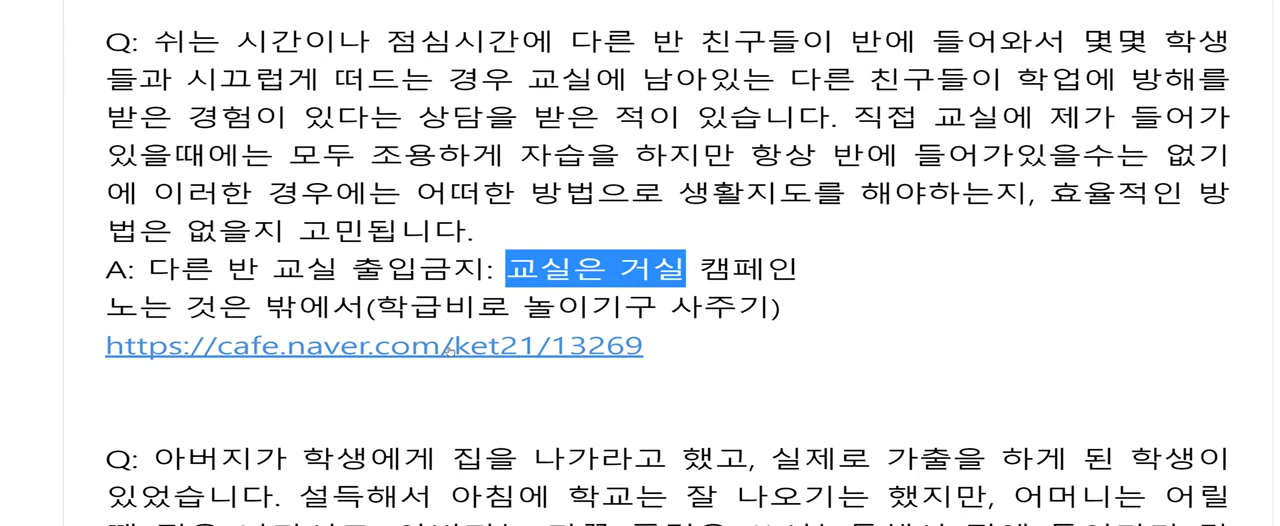 Q: 쉬는 시간이나 점심시간에 다른 반 친구들이 반에 들어와서 몇몇 학생
들과 시끄럽게 떠드는 경우 교실에 남아있는 다른 친구들이 학업에 방해를
받은 경험이 있다는 상담을 받은 적이 있습니다. 직접 교실에 제가 들어가
있을때에는 모두 조용하게 자습을 하지만 항상 반에 들어가있을수는 없기
에 이러한 경우에는 어떠한 방법으로 생활지도를 해야하는지, 효율적인 방
법은 없을지 고민됩니다.
A: 다른 반 교실 출입금지: 교실은 거실 캠페인
노는 것은 밖에서(학급비로 놀이기구 사주기)
https://cafe.naver.com/ket21/13269
Q: 아버지가 학생에게 집을 나가라고 했고, 실제로 가출을 하게 된 학생이
있었습니다. 설득해서 아침에 학교는 잘 나오기는 했지만, 어머니는 어릴